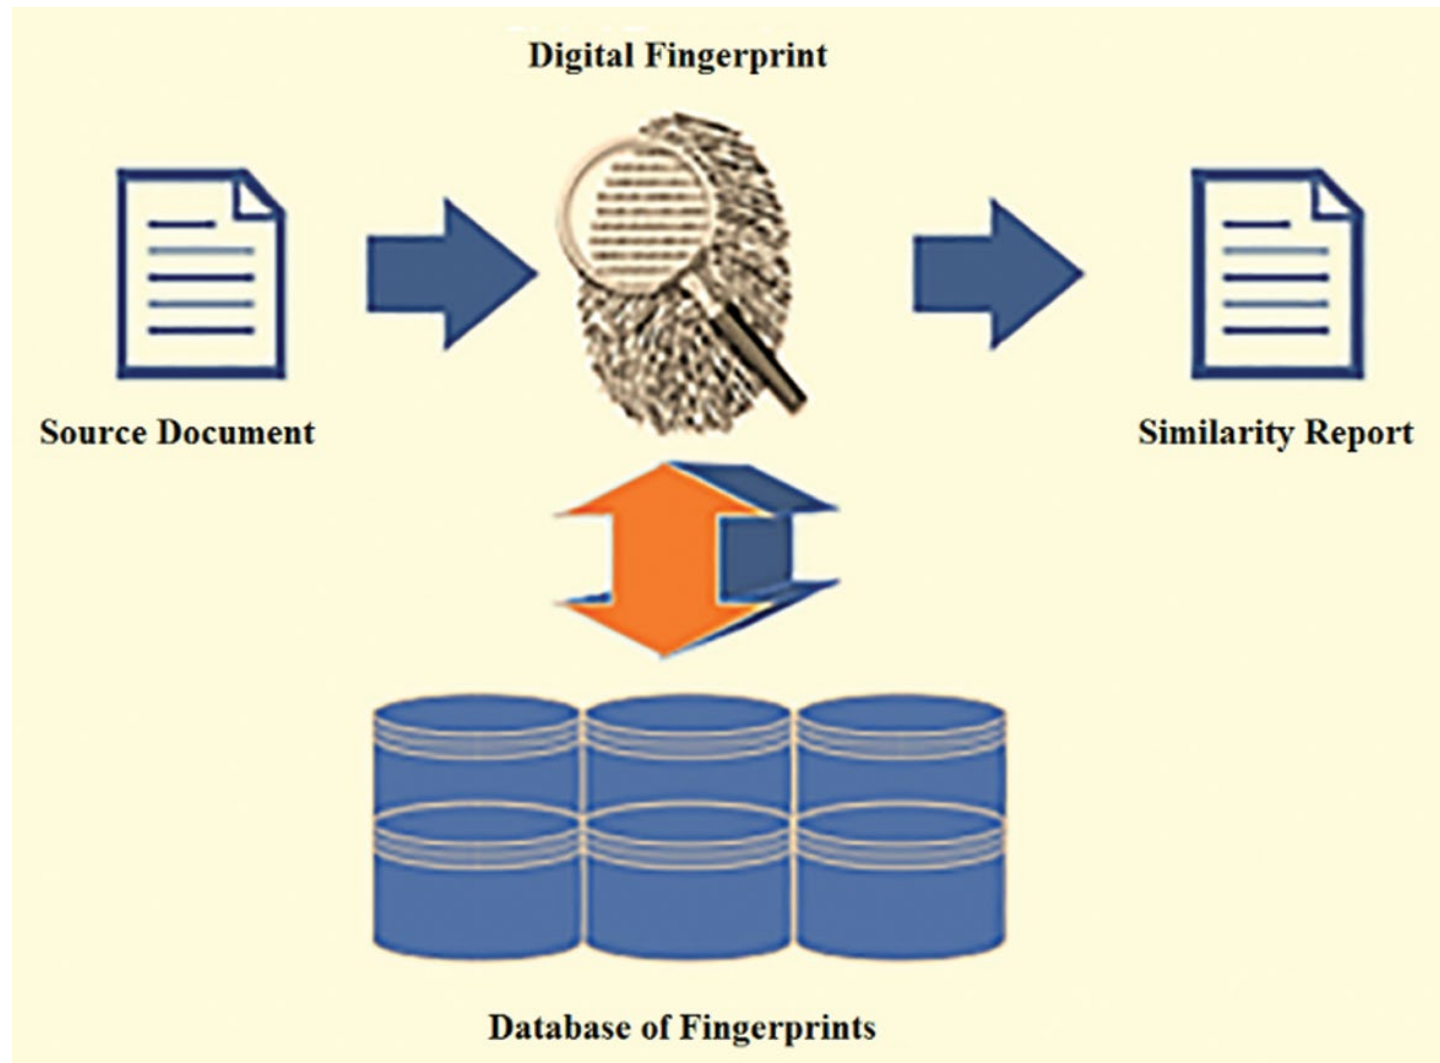 Digital Fingerprint
Source Document
Similarity Report
Database of Fingerprints